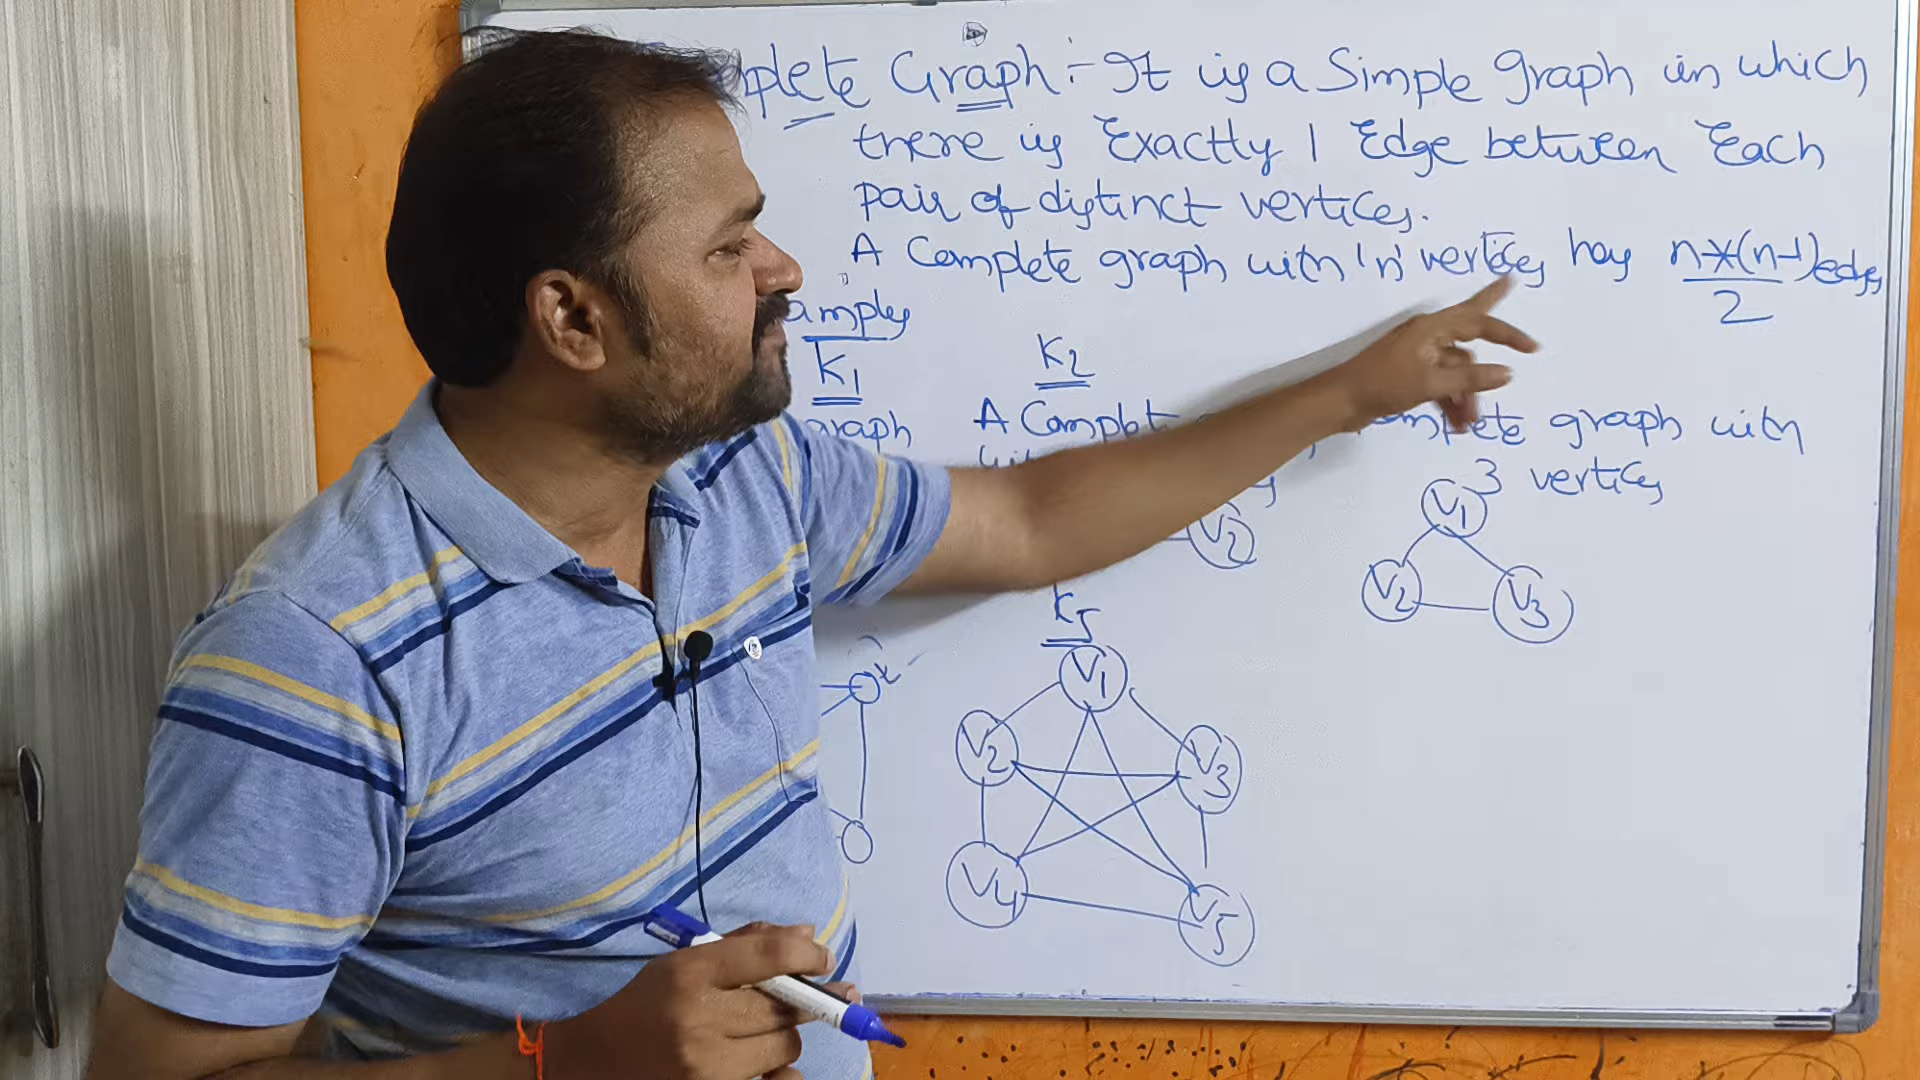 plete Graph :- It is a Simple graph in which
there is Exactly 1 Edge between Each
pair of distinct vertices.
A Complete graph with 'n' vertices has n*(n-1)/2 edges
amples
K1
K2
graph
A Complet
omplete graph with
3 vertices
V2
V1
V2
V3
K5
V1
V2
V3
V4
V5